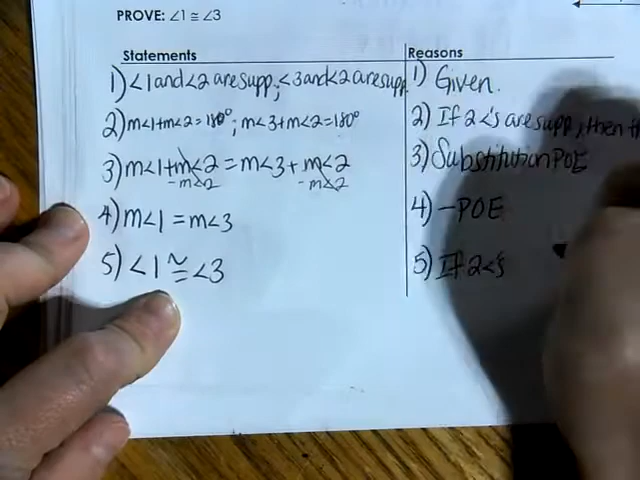 PROVE: ∠1 ≅ ∠3
Statements
Reasons
1) <1 and <2 are supp; <3 and <2 are supp.
1) Given.
2) m<1+m<2=180°; m<3+m<2=180°
2) If 2 <'s are supp, then
3) m<1+m<2 = m<3+m<2
3) Substitution POE
-m<2 -m<2
4) m<1 = m<3
4) -POE
5) <1 ≅ <3
5) If 2<'s